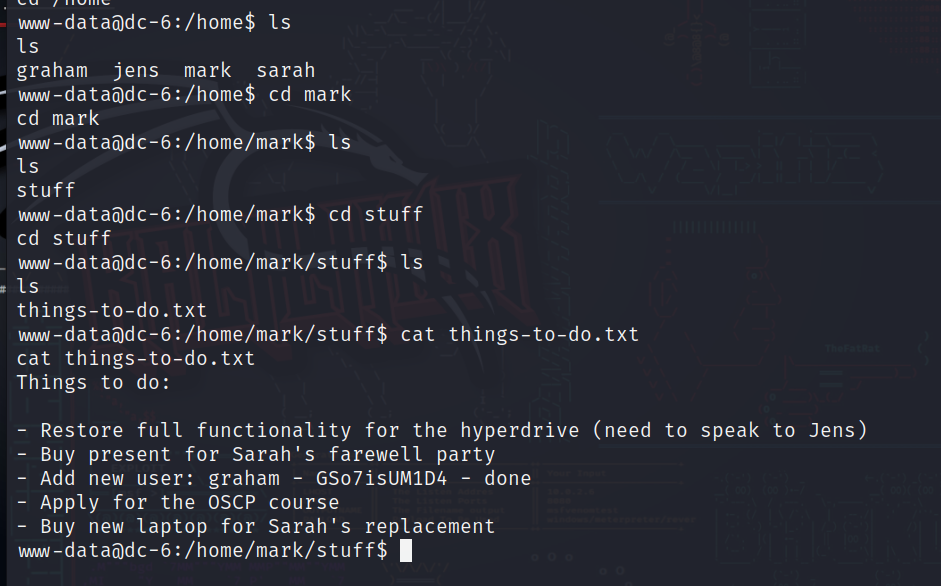 cd /home
www-data@dc-6:/home$ ls
ls
graham  jens  mark  sarah
www-data@dc-6:/home$ cd mark
cd mark
www-data@dc-6:/home/mark$ ls
ls
stuff
www-data@dc-6:/home/mark$ cd stuff
cd stuff
www-data@dc-6:/home/mark/stuff$ ls
ls
things-to-do.txt
www-data@dc-6:/home/mark/stuff$ cat things-to-do.txt
cat things-to-do.txt
Things to do:

- Restore full functionality for the hyperdrive (need to speak to Jens)
- Buy present for Sarah's farewell party
- Add new user: graham - GSo7isUM1D4 - done
- Apply for the OSCP course
- Buy new laptop for Sarah's replacement
www-data@dc-6:/home/mark/stuff$